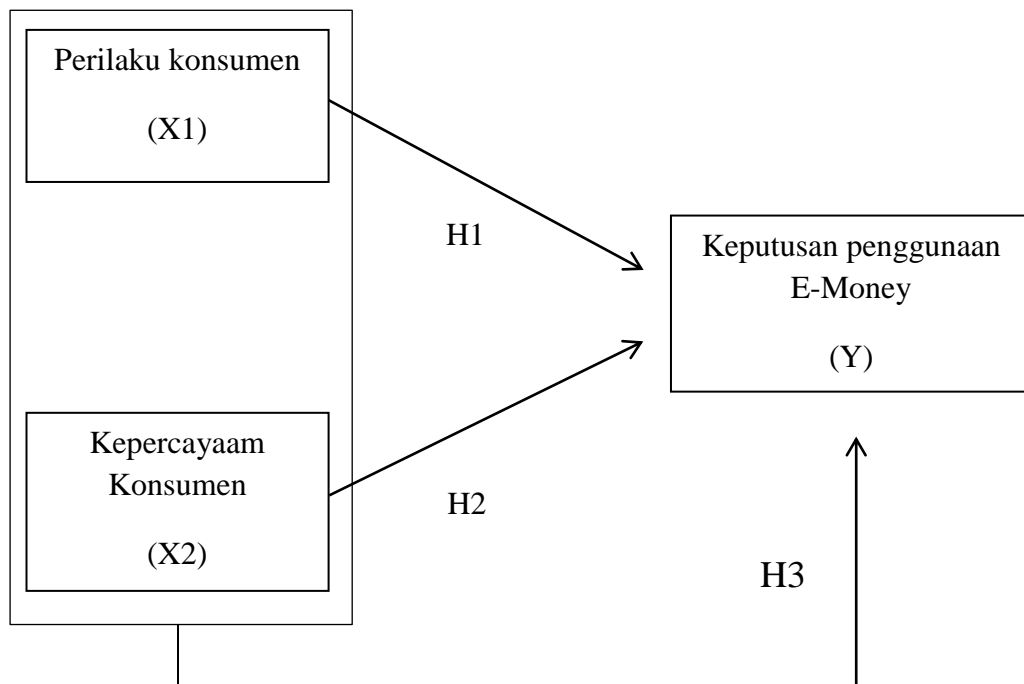 Perilaku konsumen
(X1)
H1
Keputusan penggunaan
E-Money
(Y)
Kepercayaam
Konsumen
(X2)
H2
H3